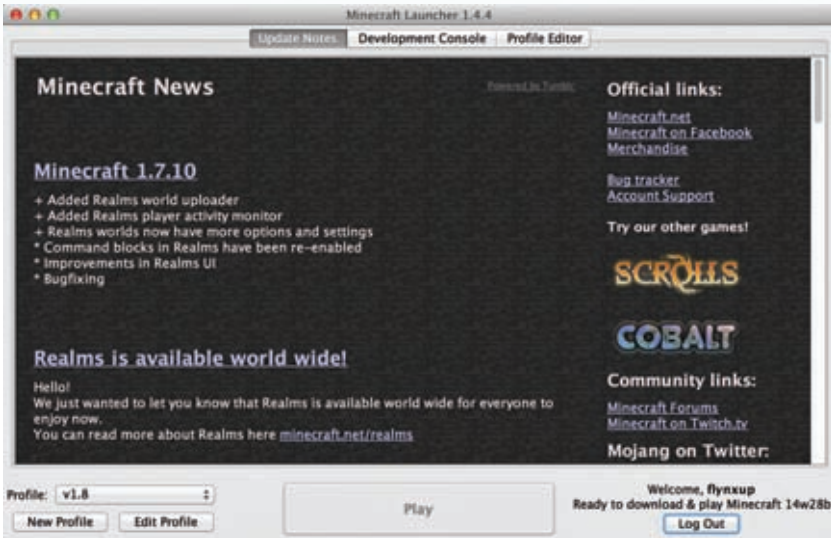 Minecraft Launcher 1.4.4
Update Notes
Development Console
Profile Editor
Minecraft News
Powered by Tumblr
Minecraft 1.7.10
+ Added Realms world uploader
+ Added Realms player activity monitor
+ Realms worlds now have more options and settings
* Command blocks in Realms have been re-enabled
* Improvements in Realms UI
* Bugfixing
Realms is available world wide!
Hello!
We just wanted to let you know that Realms is available world wide for everyone to
enjoy now.
You can read more about Realms here minecraft.net/realms
Official links:
Minecraft.net
Minecraft on Facebook
Merchandise
Bug tracker
Account Support
Try our other games!
SCROLLS
COBALT
Community links:
Minecraft Forums
Minecraft on Twitch.tv
Mojang on Twitter:
Profile: v1.8
New Profile
Edit Profile
Play
Welcome, flynxup
Ready to download & play Minecraft 14w28b
Log Out